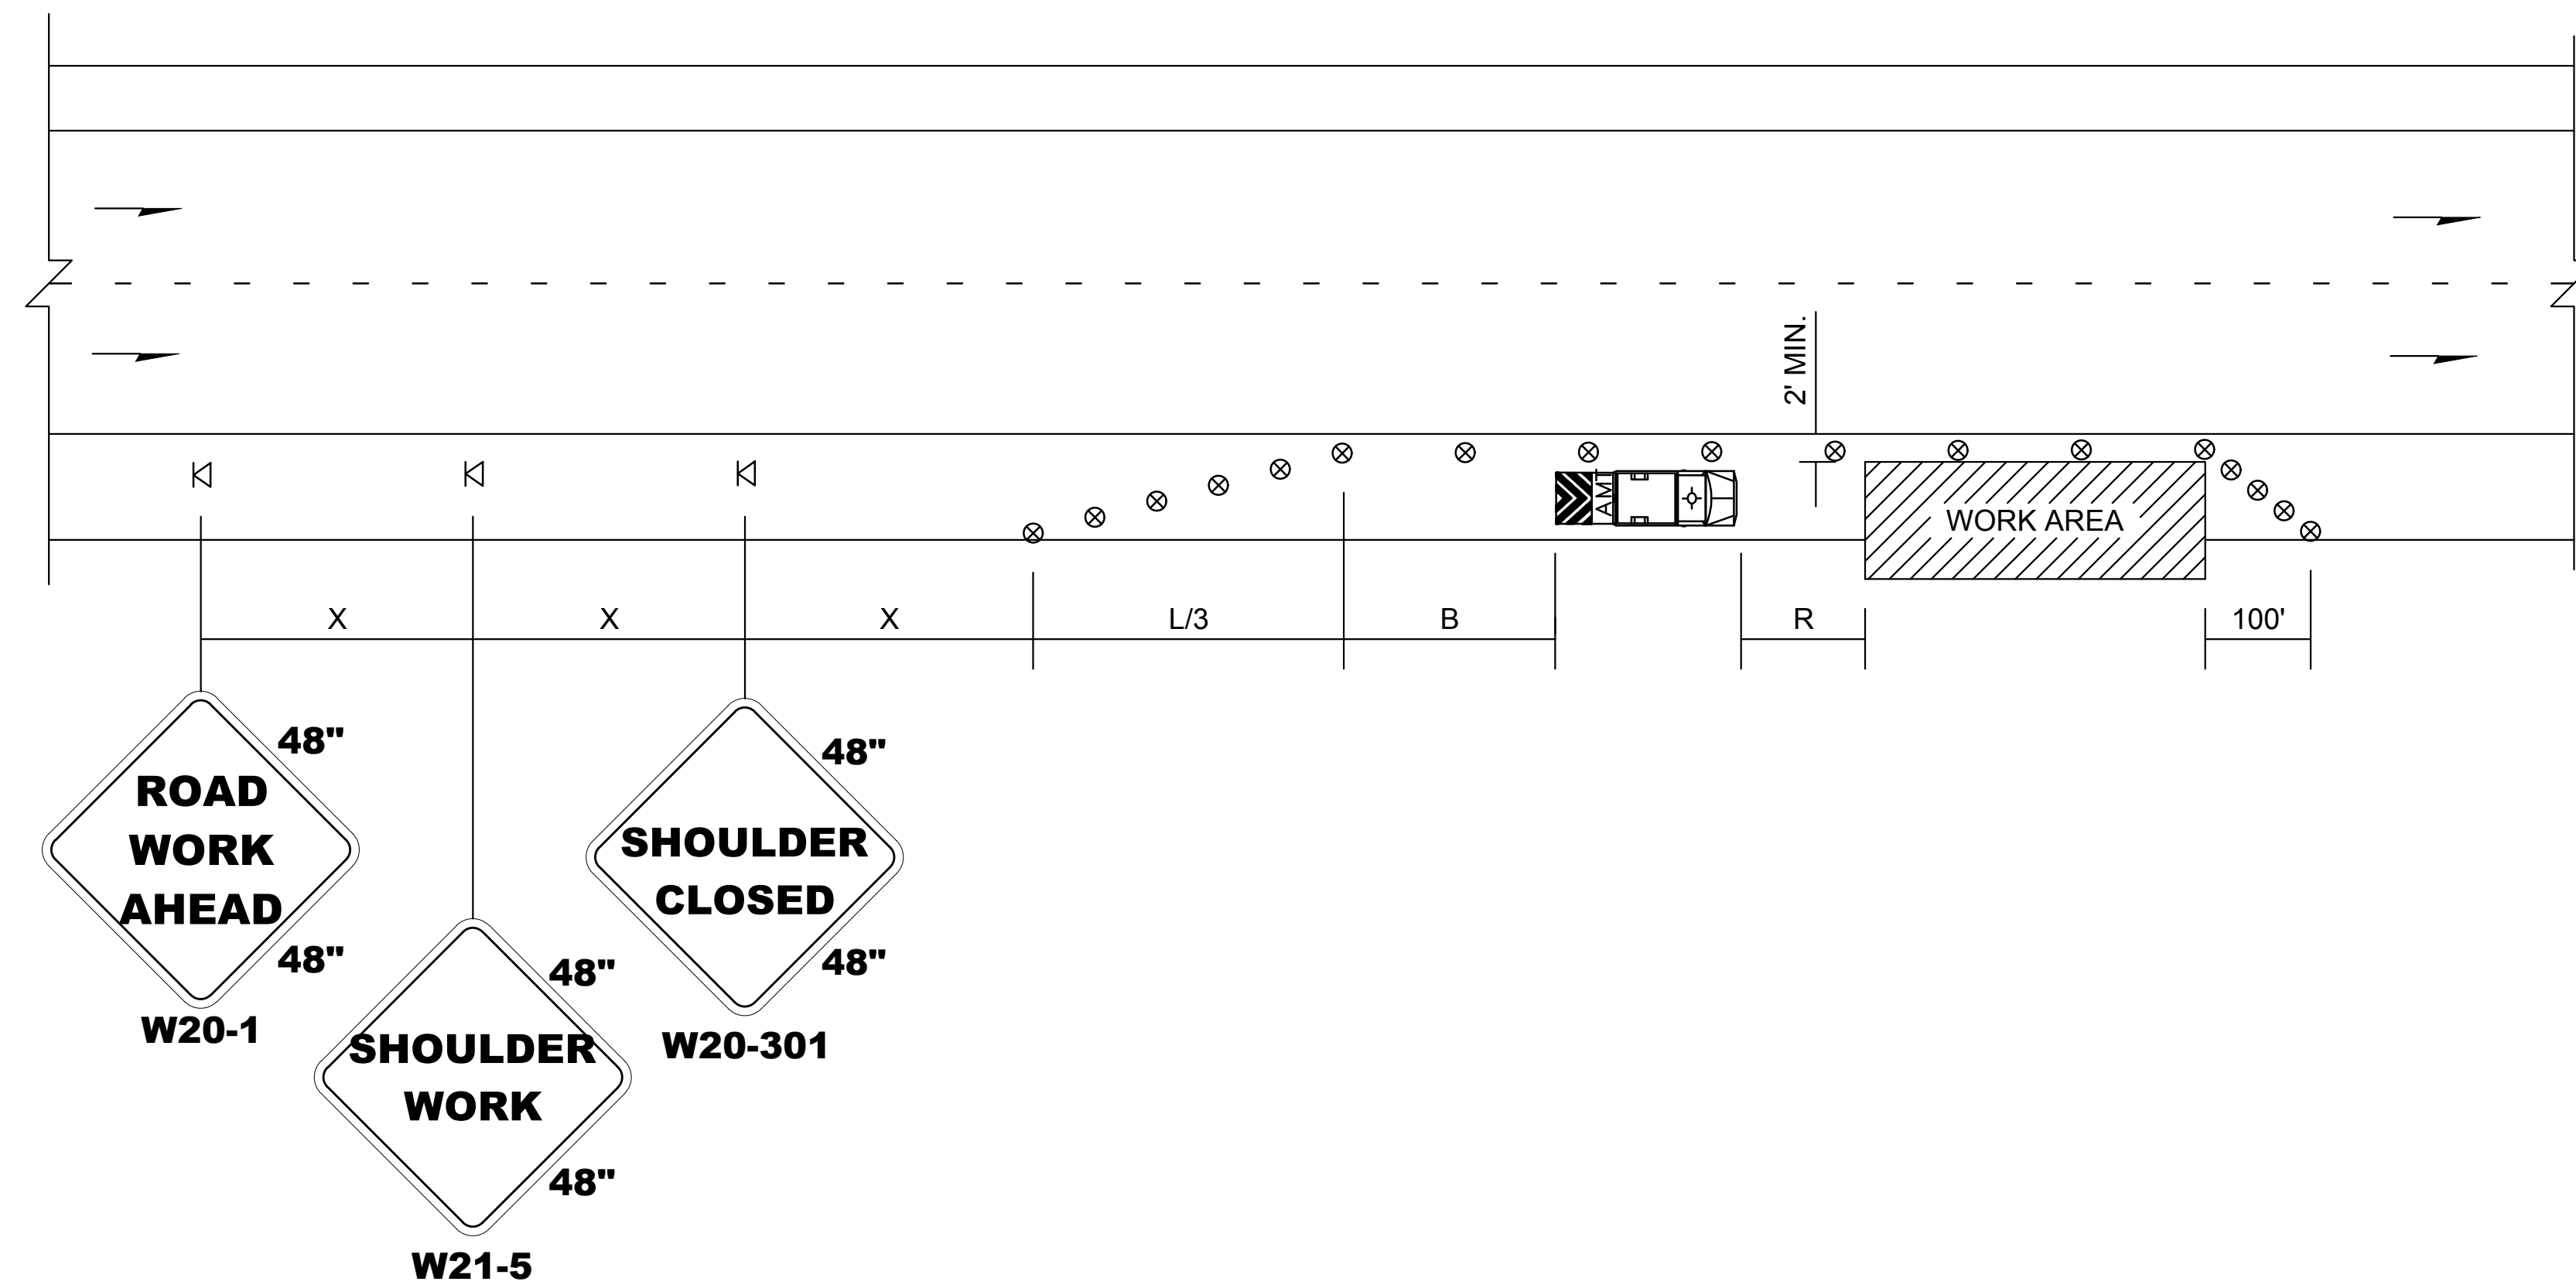 2' MIN.
AMT
WORK AREA
X
X
X
L/3
B
R
100'
48"
ROAD
WORK
AHEAD
48"
W20-1
48"
SHOULDER
WORK
48"
W21-5
48"
SHOULDER
CLOSED
48"
W20-301